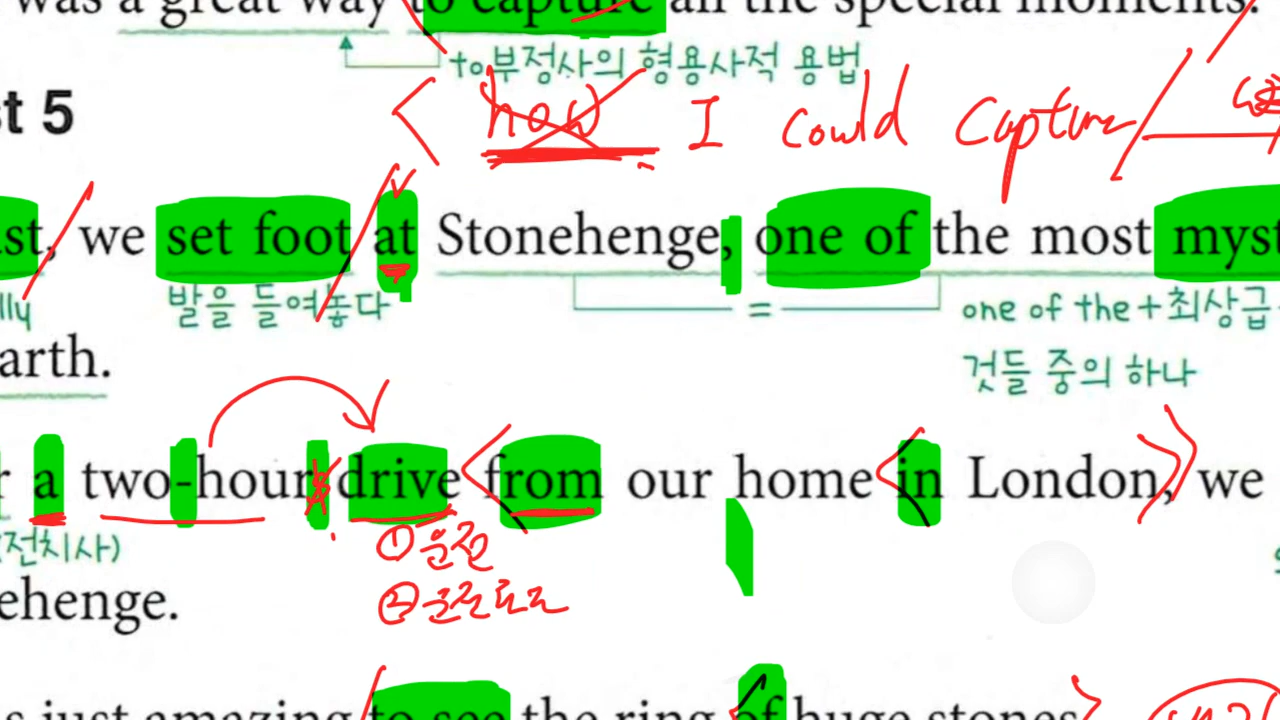 was a great way to capture all the special moments.
to부정사의 형용사적 용법
st 5
how I could capture
st, we set foot at Stonehenge, one of the most myst
lly 발을 들여놓다 = one of the+최상급
arth. 것들 중의 하나
r a two-hour drive from our home in London, we
(전치사) ①운전
ehenge. ②운전도로
s just amazing to see the ring of huge stones